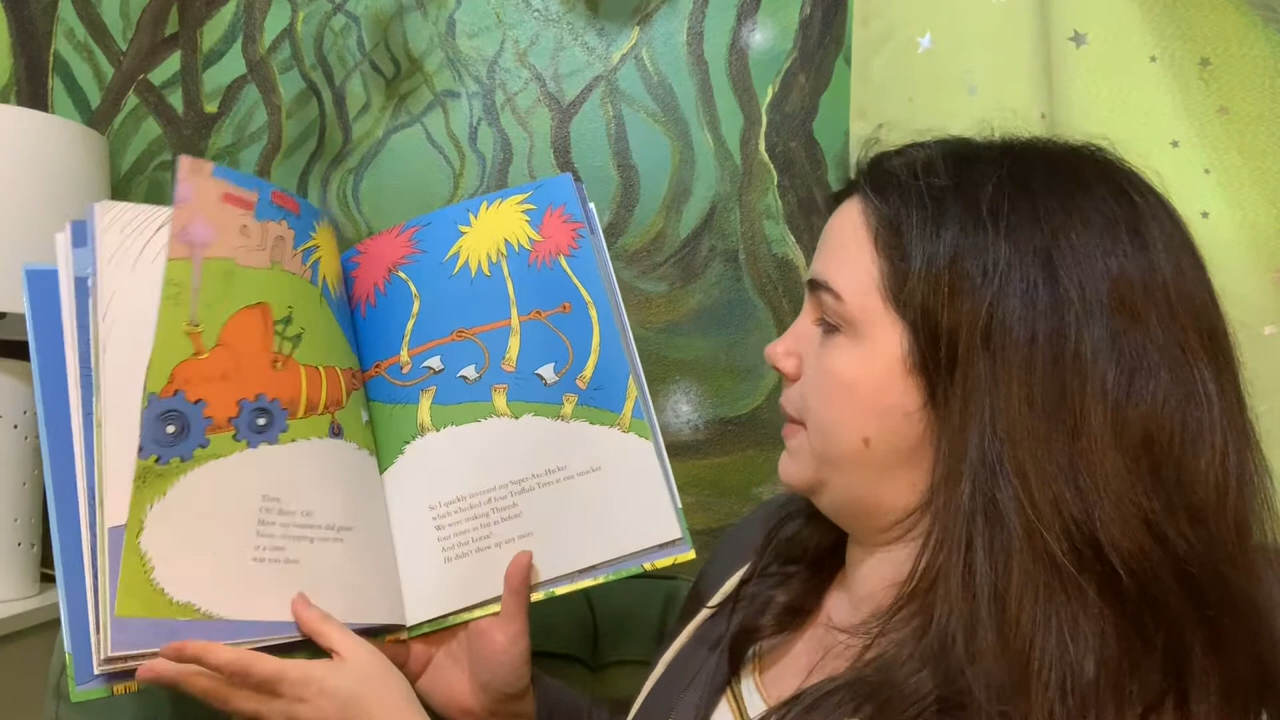 Then...
Oh! Baby! Oh!
How my business did grow!
Now, chopping one tree
at a time
was too slow.
So I quickly invented my Super-Axe-Hacker
which whacked off four Truffula Trees at one smacker.
We were making Thneeds
four times as fast as before!
And that Lorax?...
He didn't show up any more.